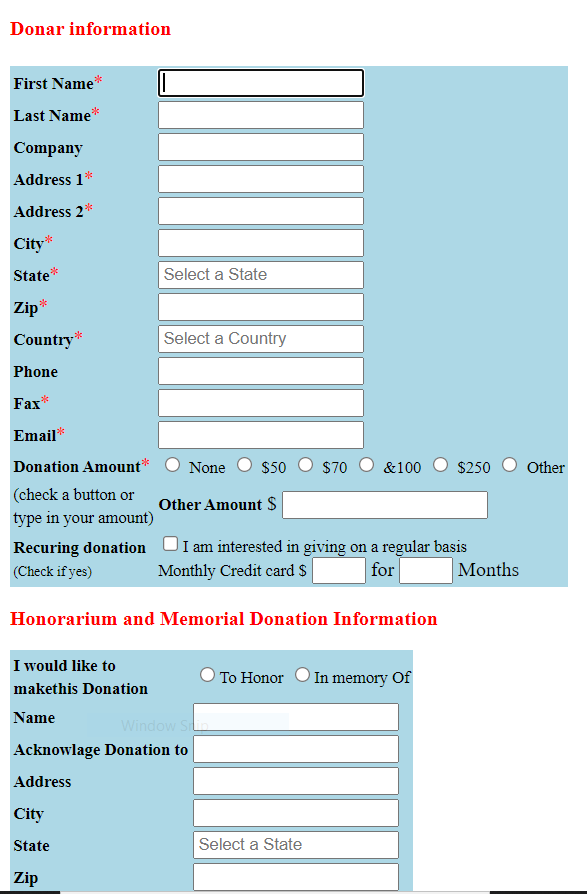 Donar information
First Name*
Last Name*
Company
Address 1*
Address 2*
City*
State* Select a State
Zip*
Country* Select a Country
Phone
Fax*
Email*
Donation Amount* None $50 $70 &100 $250 Other
(check a button or
type in your amount) Other Amount $
Recuring donation I am interested in giving on a regular basis
(Check if yes) Monthly Credit card $ for Months
Honorarium and Memorial Donation Information
I would like to
makethis Donation To Honor In memory Of
Name
Window Snip
Acknowlage Donation to
Address
City
State Select a State
Zip